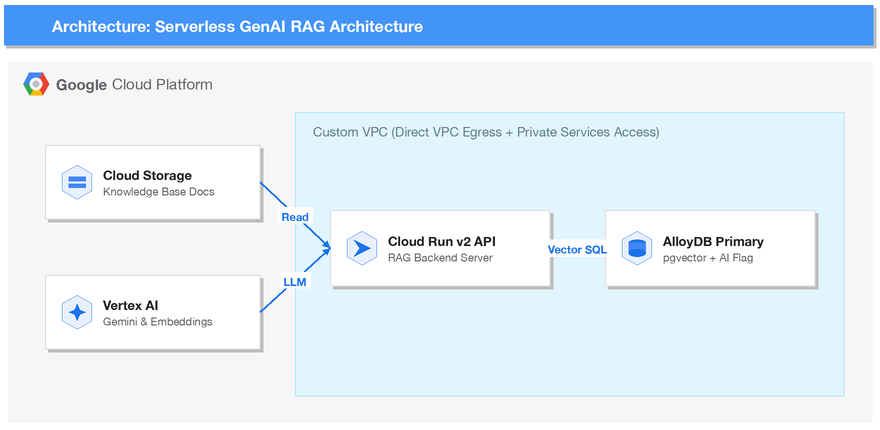 Architecture: Serverless GenAI RAG Architecture
Google Cloud Platform
Custom VPC (Direct VPC Egress + Private Services Access)
Cloud Storage
Knowledge Base Docs
Read
Cloud Run v2 API
RAG Backend Server
Vector SQL
AlloyDB Primary
pgvector + AI Flag
LLM
Vertex AI
Gemini & Embeddings